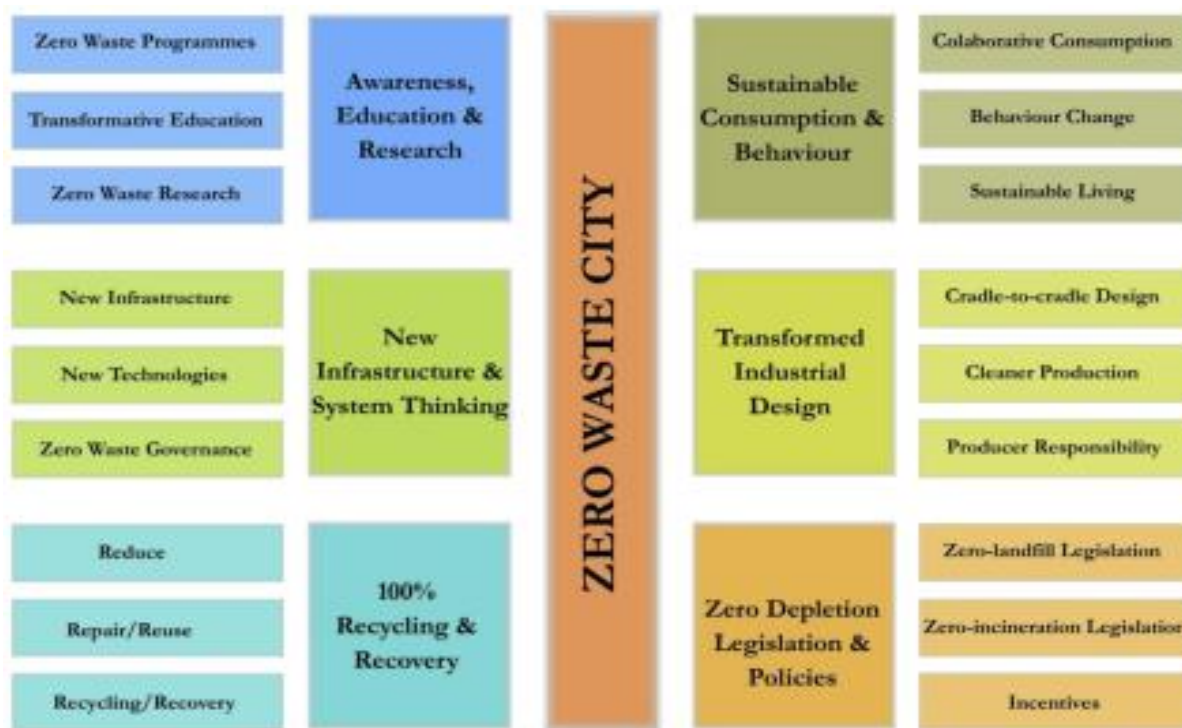 Zero Waste Programmes
Transformative Education
Zero Waste Research
Awareness,
Education &
Research
New Infrastructure
New Technologies
Zero Waste Governance
New
Infrastructure &
System Thinking
Reduce
Repair/Reuse
Recycling/Recovery
100%
Recycling &
Recovery
ZERO WASTE CITY
Sustainable
Consumption &
Behaviour
Colaborative Consumption
Behaviour Change
Sustainable Living
Transformed
Industrial
Design
Cradle-to-cradle Design
Cleaner Production
Producer Responsibility
Zero Depletion
Legislation &
Policies
Zero-landfill Legislation
Zero-incineration Legislation
Incentives